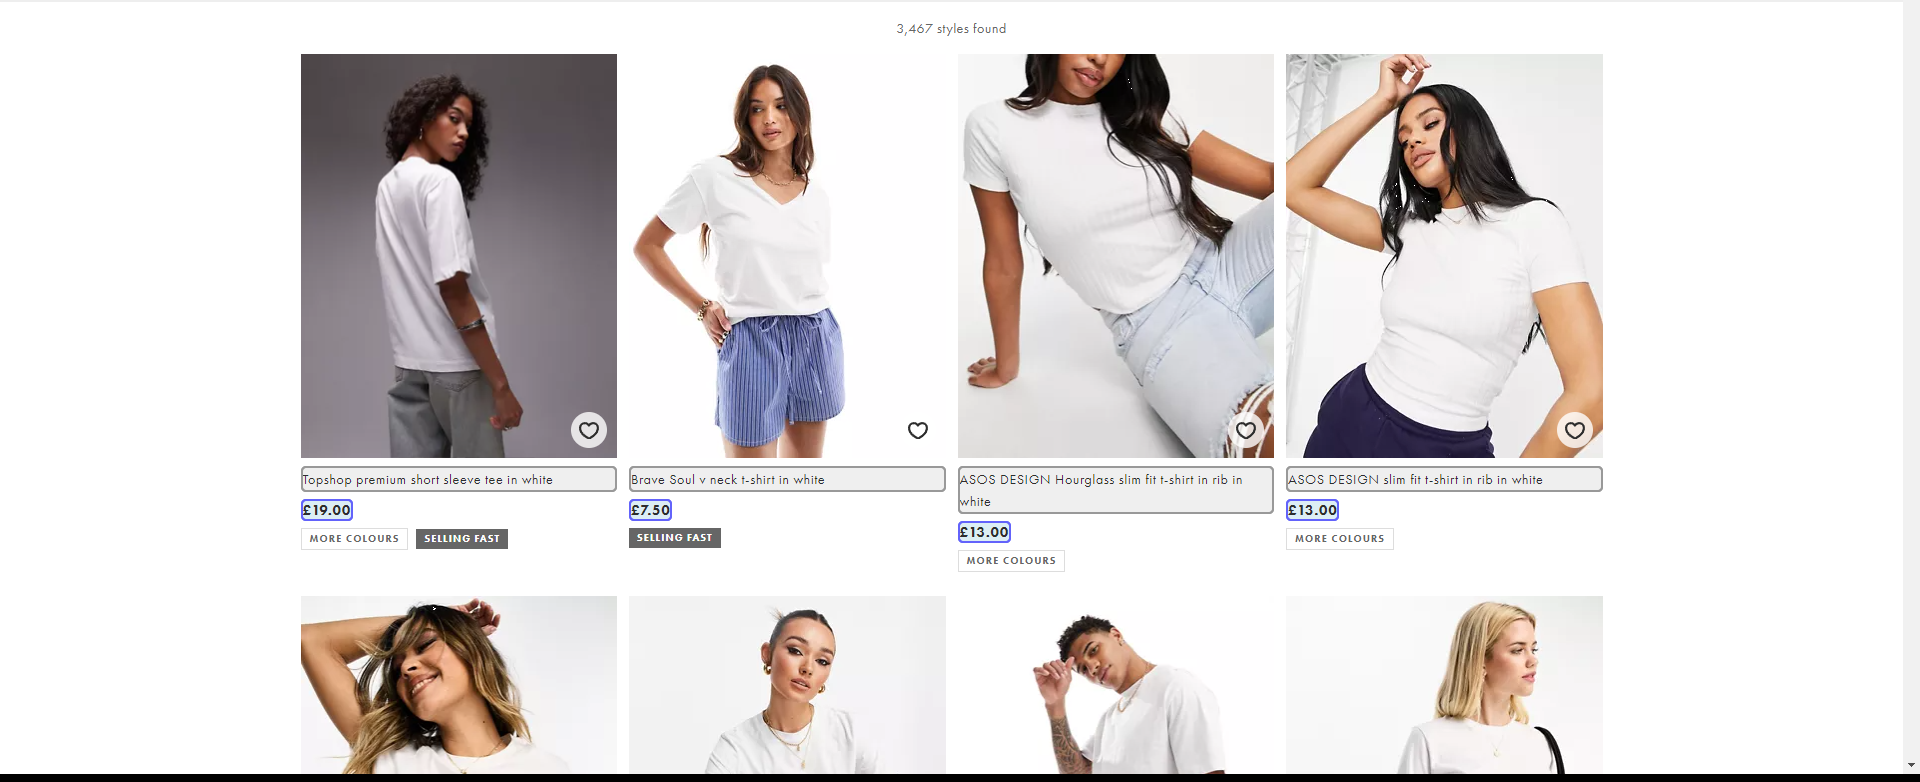 3,467 styles found
Topshop premium short sleeve tee in white
£19.00
MORE COLOURS
SELLING FAST
Brave Soul v neck t-shirt in white
£7.50
SELLING FAST
ASOS DESIGN Hourglass slim fit t-shirt in rib in
white
£13.00
MORE COLOURS
ASOS DESIGN slim fit t-shirt in rib in white
£13.00
MORE COLOURS